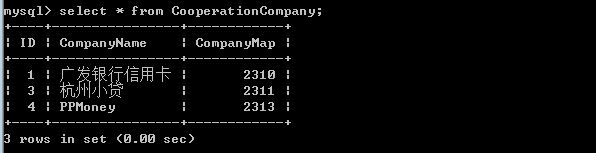 mysql> select * from CooperationCompany;
+----+----------------+------------+
¦ ID ¦ CompanyName ¦ CompanyMap ¦
+----+----------------+------------+
¦ 1 ¦ 广发银行信用卡 ¦ 2310 ¦
¦ 3 ¦ 杭州小贷 ¦ 2311 ¦
¦ 4 ¦ PPMoney ¦ 2313 ¦
+----+----------------+------------+
3 rows in set (0.00 sec)